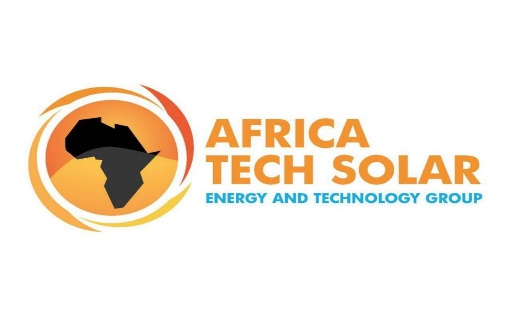 AFRICA
TECH SOLAR
ENERGY AND TECHNOLOGY GROUP